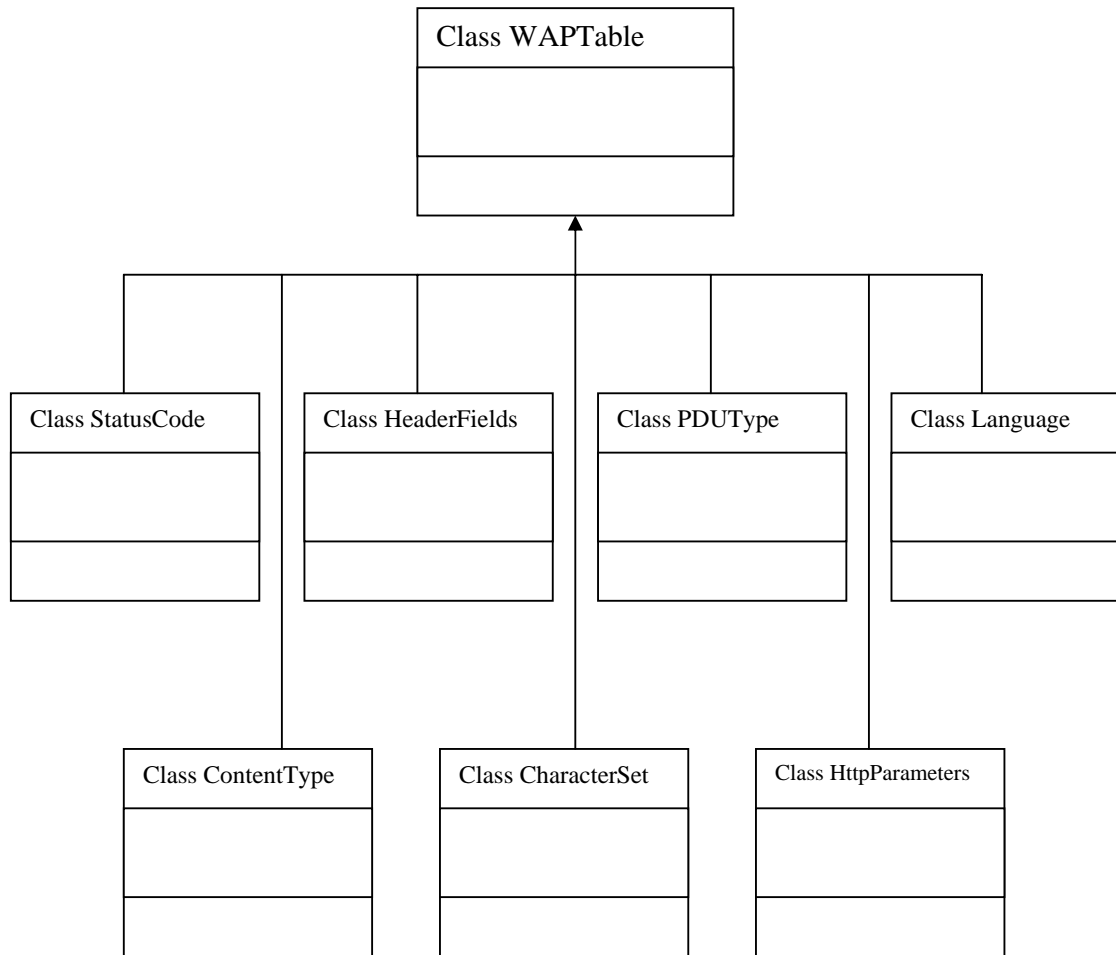 Class WAPTable
Class StatusCode
Class HeaderFields
Class PDUType
Class Language
Class ContentType
Class CharacterSet
Class HttpParameters